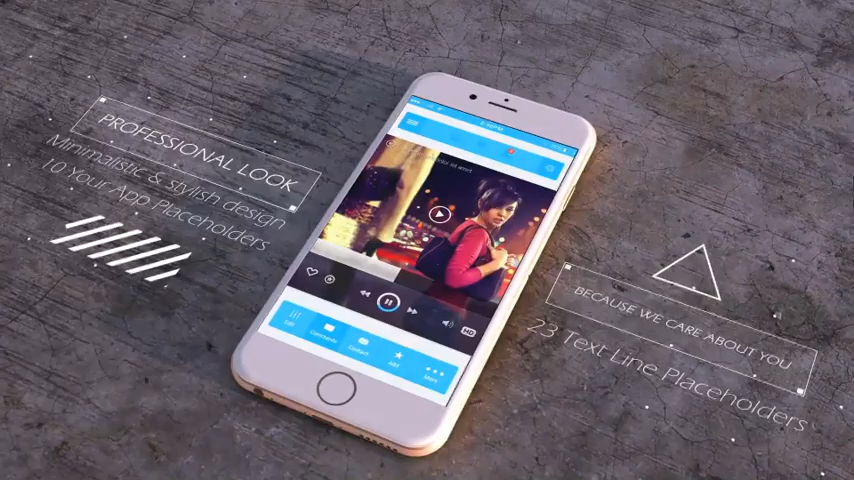 PROFESSIONAL LOOK
Minimalistic & stylish design
10 Your App Placeholders
BECAUSE WE CARE ABOUT YOU
23 Text Line Placeholders
HD
Edit
Comments
Contact
Add
More